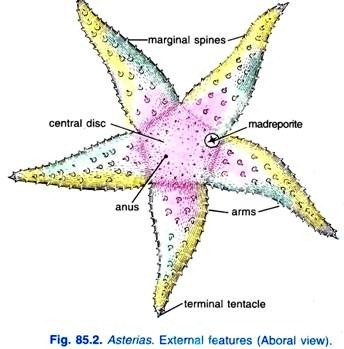 marginal spines
central disc
madreporite
anus
arms
terminal tentacle
Fig. 85.2. Asterias. External features (Aboral view).